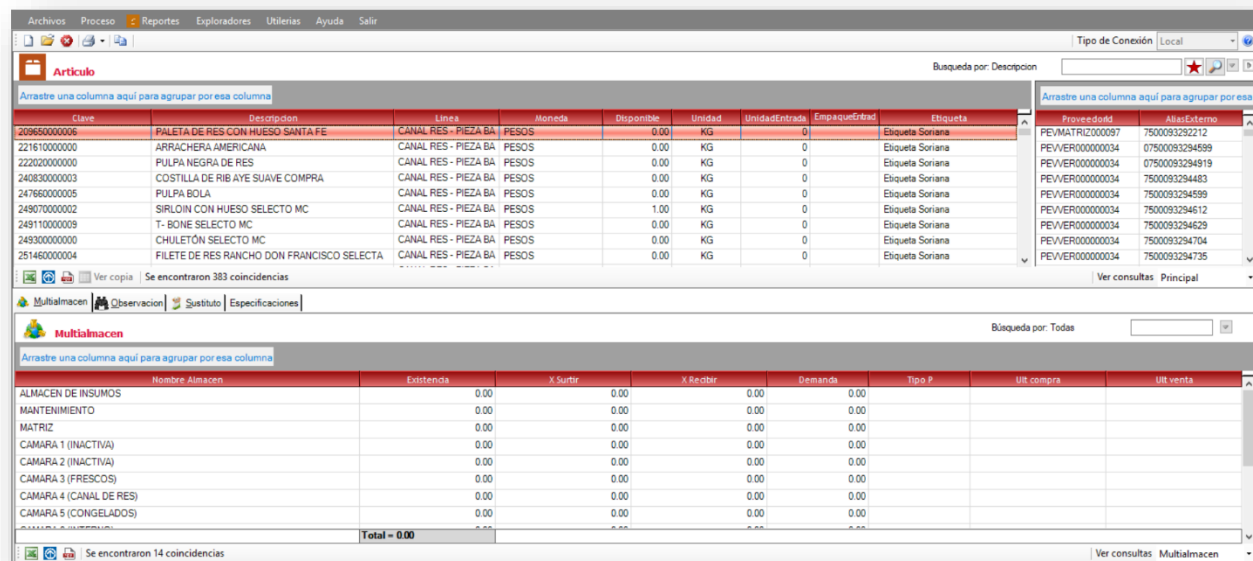 Archivos Proceso Reportes Exploradores Utilerias Ayuda Salir
Tipo de Conexión Local
Articulo
Busqueda por: Descripcion
Arrastre una columna aquí para agrupar por esa columna
Arrastre una columna aquí para agrupar por esa
Clave Descripcion Linea Moneda Disponible Unidad UnidadEntrada EmpaqueEntrad Etiqueta ProveedorId AliasExterno
209650000006 PALETA DE RES CON HUESO SANTA FE CANAL RES - PIEZA BA PESOS 0.00 KG 0 Etiqueta Soriana PEVMATRIZ000097 7500093292212
221610000000 ARRACHERA AMERICANA CANAL RES - PIEZA BA PESOS 0.00 KG 0 Etiqueta Soriana PEVVER000000034 07500093294599
222020000000 PULPA NEGRA DE RES CANAL RES - PIEZA BA PESOS 0.00 KG 0 Etiqueta Soriana PEVVER000000034 07500093294919
240830000003 COSTILLA DE RIB AYE SUAVE COMPRA CANAL RES - PIEZA BA PESOS 0.00 KG 0 Etiqueta Soriana PEVVER000000034 7500093294483
247660000005 PULPA BOLA CANAL RES - PIEZA BA PESOS 0.00 KG 0 Etiqueta Soriana PEVVER000000034 7500093294599
249070000002 SIRLOIN CON HUESO SELECTO MC CANAL RES - PIEZA BA PESOS 1.00 KG 0 Etiqueta Soriana PEVVER000000034 7500093294612
249110000009 T- BONE SELECTO MC CANAL RES - PIEZA BA PESOS 0.00 KG 0 Etiqueta Soriana PEVVER000000034 7500093294629
249300000000 CHULETÓN SELECTO MC CANAL RES - PIEZA BA PESOS 0.00 KG 0 Etiqueta Soriana PEVVER000000034 7500093294704
251460000004 FILETE DE RES RANCHO DON FRANCISCO SELECTA CANAL RES - PIEZA BA PESOS 0.00 KG 0 Etiqueta Soriana PEVVER000000034 7500093294735
Ver copia Se encontraron 383 coincidencias
Ver consultas Principal
Multialmacen Observacion Sustituto Especificaciones
Multialmacen
Búsqueda por: Todas
Arrastre una columna aquí para agrupar por esa columna
Nombre Almacen Existencia X Surtir X Recibir Demanda Tipo P Ult compra Ult venta
ALMACEN DE INSUMOS 0.00 0.00 0.00 0.00
MANTENIMIENTO 0.00 0.00 0.00 0.00
MATRIZ 0.00 0.00 0.00 0.00
CAMARA 1 (INACTIVA) 0.00 0.00 0.00 0.00
CAMARA 2 (INACTIVA) 0.00 0.00 0.00 0.00
CAMARA 3 (FRESCOS) 0.00 0.00 0.00 0.00
CAMARA 4 (CANAL DE RES) 0.00 0.00 0.00 0.00
CAMARA 5 (CONGELADOS) 0.00 0.00 0.00 0.00
Total = 0.00
Se encontraron 14 coincidencias
Ver consultas Multialmacen